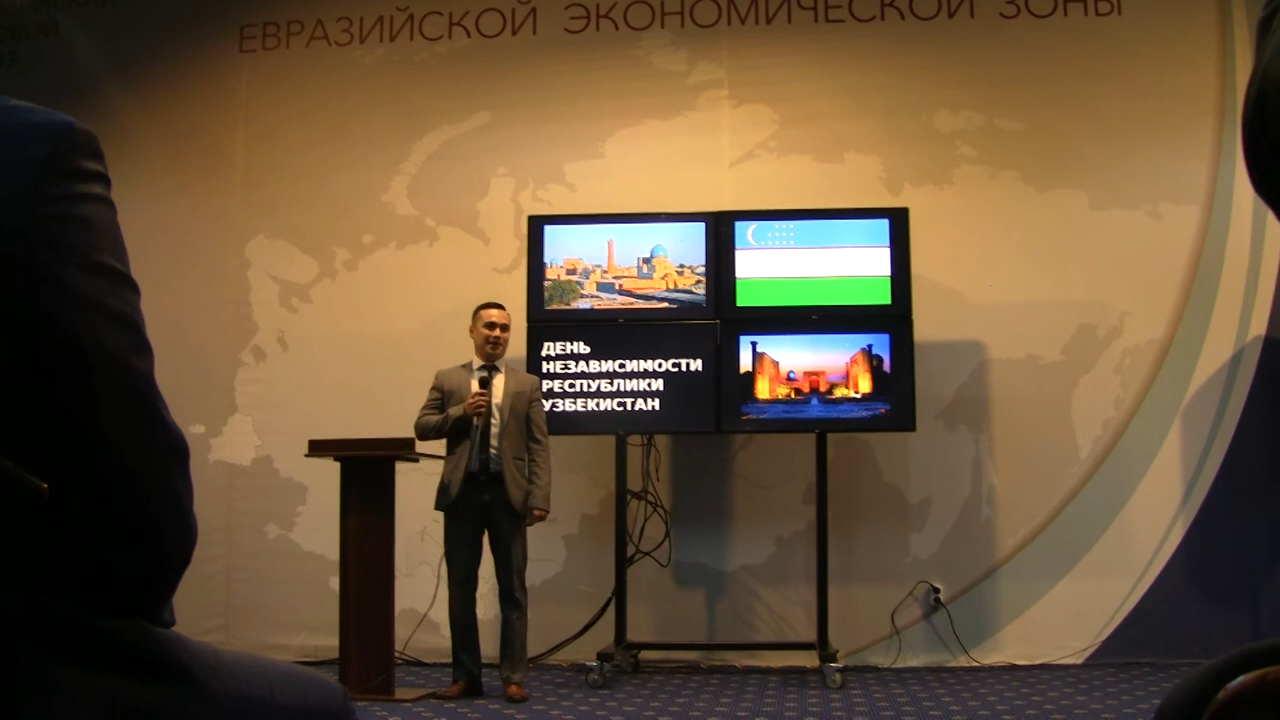 ЕВРАЗИЙСКОЙ ЭКОНОМИЧЕСКОЙ ЗОНЫ
ДЕНЬ
НЕЗАВИСИМОСТИ
РЕСПУБЛИКИ
УЗБЕКИСТАН